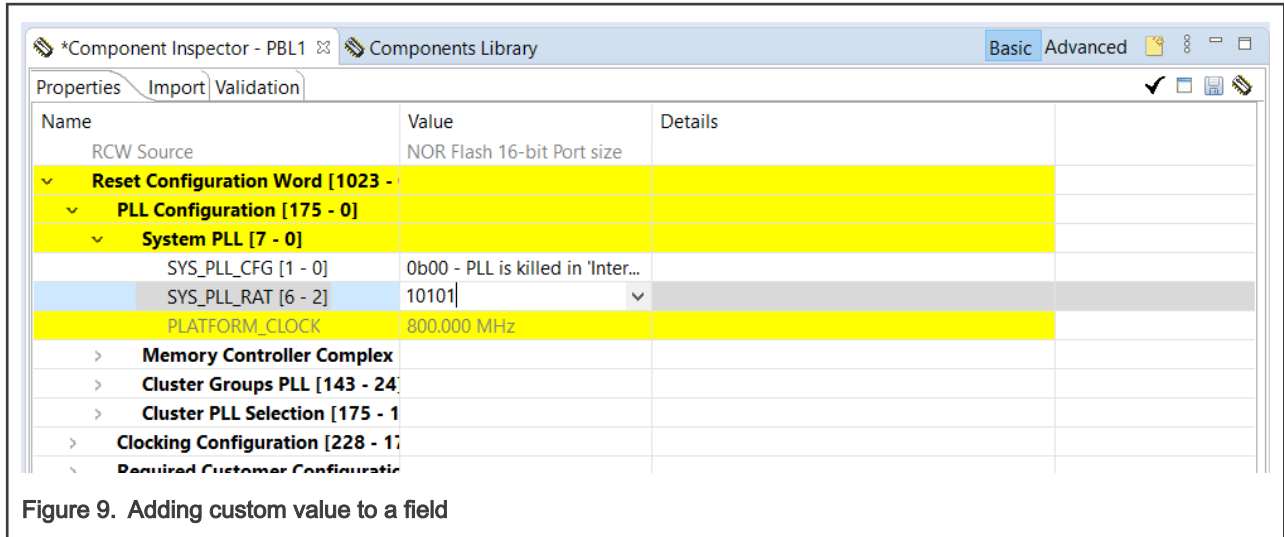 *Component Inspector - PBL1 Components Library Basic Advanced
Properties Import Validation
Name Value Details
RCW Source NOR Flash 16-bit Port size
Reset Configuration Word [1023 -
PLL Configuration [175 - 0]
System PLL [7 - 0]
SYS_PLL_CFG [1 - 0] 0b00 - PLL is killed in 'Inter...
SYS_PLL_RAT [6 - 2] 10101
PLATFORM_CLOCK 800.000 MHz
Memory Controller Complex
Cluster Groups PLL [143 - 24]
Cluster PLL Selection [175 - 1
Clocking Configuration [228 - 17
Required Customer Configuratic
Figure 9. Adding custom value to a field